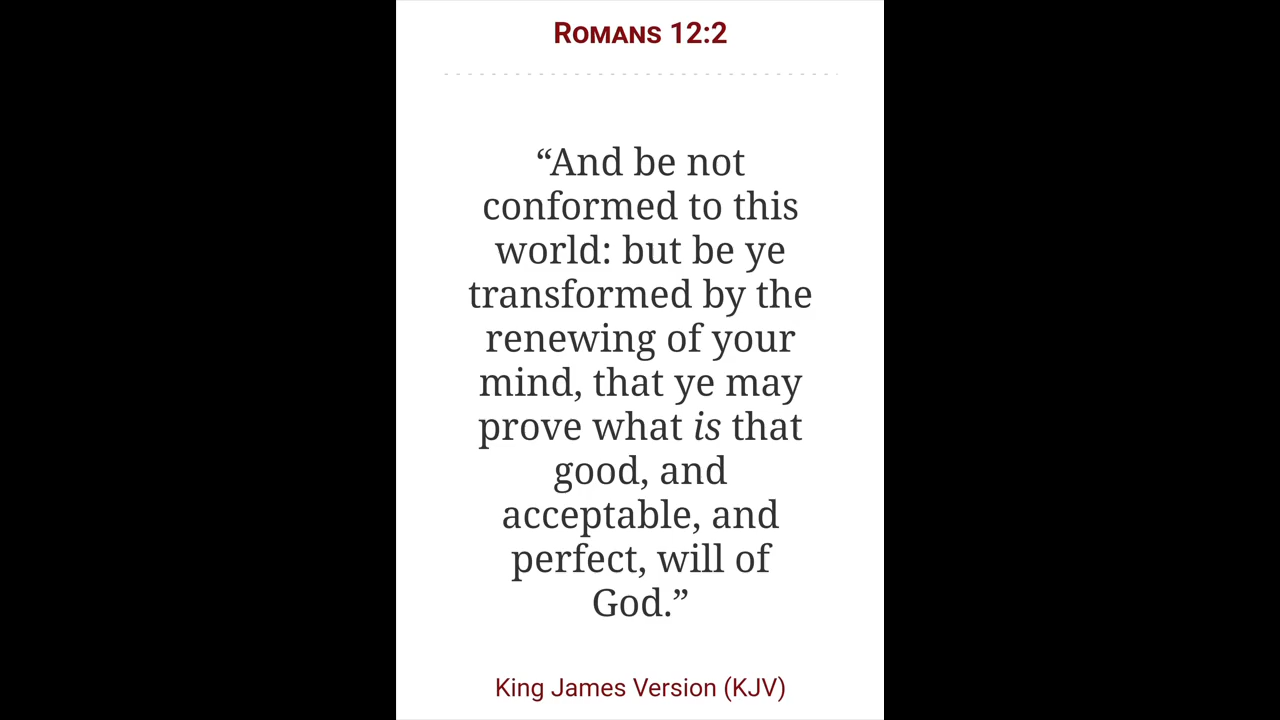 Romans 12:2
“And be not
conformed to this
world: but be ye
transformed by the
renewing of your
mind, that ye may
prove what is that
good, and
acceptable, and
perfect, will of
God.”
King James Version (KJV)